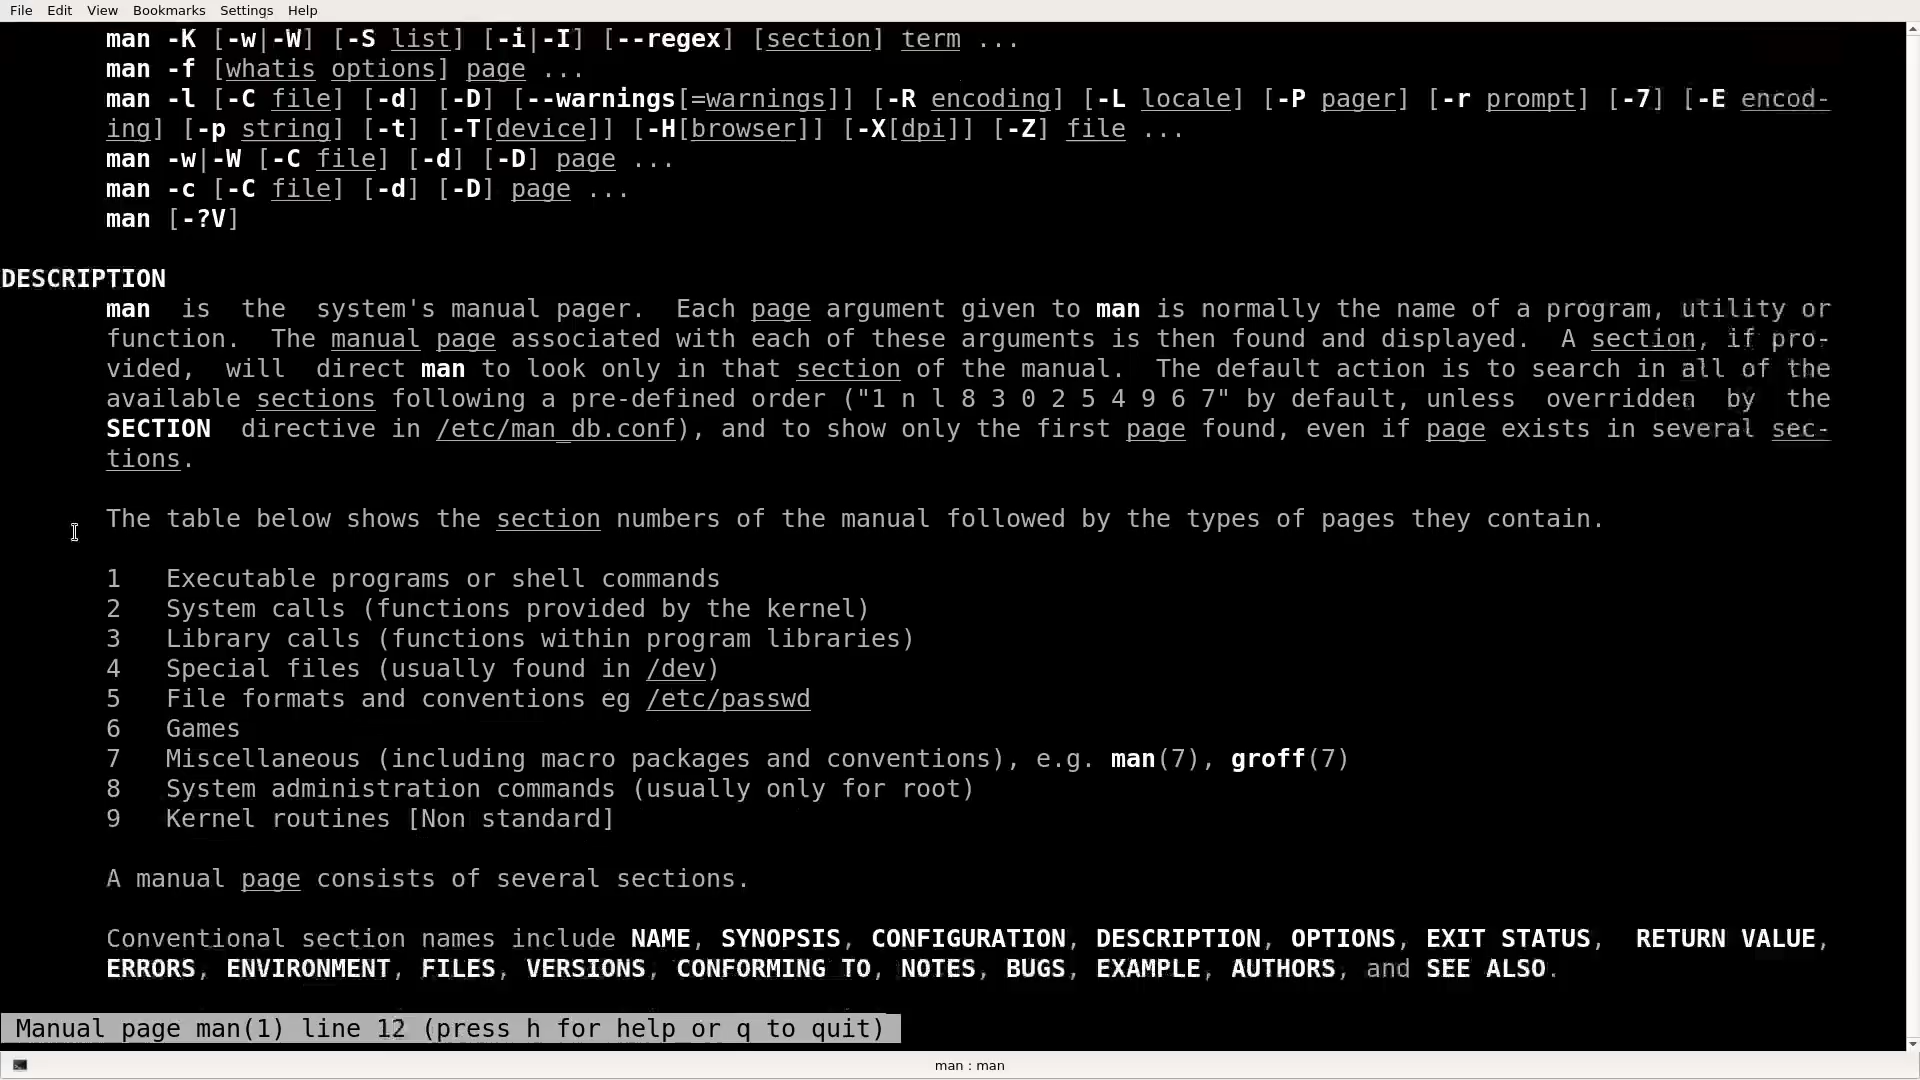 File Edit View Bookmarks Settings Help
man -K [-w|-W] [-S list] [-i|-I] [--regex] [section] term ...
man -f [whatis options] page ...
man -l [-C file] [-d] [-D] [--warnings[=warnings]] [-R encoding] [-L locale] [-P pager] [-r prompt] [-7] [-E encod-
ing] [-p string] [-t] [-T[device]] [-H[browser]] [-X[dpi]] [-Z] file ...
man -w|-W [-C file] [-d] [-D] page ...
man -c [-C file] [-d] [-D] page ...
man [-?V]
DESCRIPTION
man is the system's manual pager. Each page argument given to man is normally the name of a program, utility or
function. The manual page associated with each of these arguments is then found and displayed. A section, if pro-
vided, will direct man to look only in that section of the manual. The default action is to search in all of the
available sections following a pre-defined order ("1 n l 8 3 0 2 5 4 9 6 7" by default, unless overridden by the
SECTION directive in /etc/man_db.conf), and to show only the first page found, even if page exists in several sec-
tions.
The table below shows the section numbers of the manual followed by the types of pages they contain.
1 Executable programs or shell commands
2 System calls (functions provided by the kernel)
3 Library calls (functions within program libraries)
4 Special files (usually found in /dev)
5 File formats and conventions eg /etc/passwd
6 Games
7 Miscellaneous (including macro packages and conventions), e.g. man(7), groff(7)
8 System administration commands (usually only for root)
9 Kernel routines [Non standard]
A manual page consists of several sections.
Conventional section names include NAME, SYNOPSIS, CONFIGURATION, DESCRIPTION, OPTIONS, EXIT STATUS, RETURN VALUE,
ERRORS, ENVIRONMENT, FILES, VERSIONS, CONFORMING TO, NOTES, BUGS, EXAMPLE, AUTHORS, and SEE ALSO.
Manual page man(1) line 12 (press h for help or q to quit)
man : man